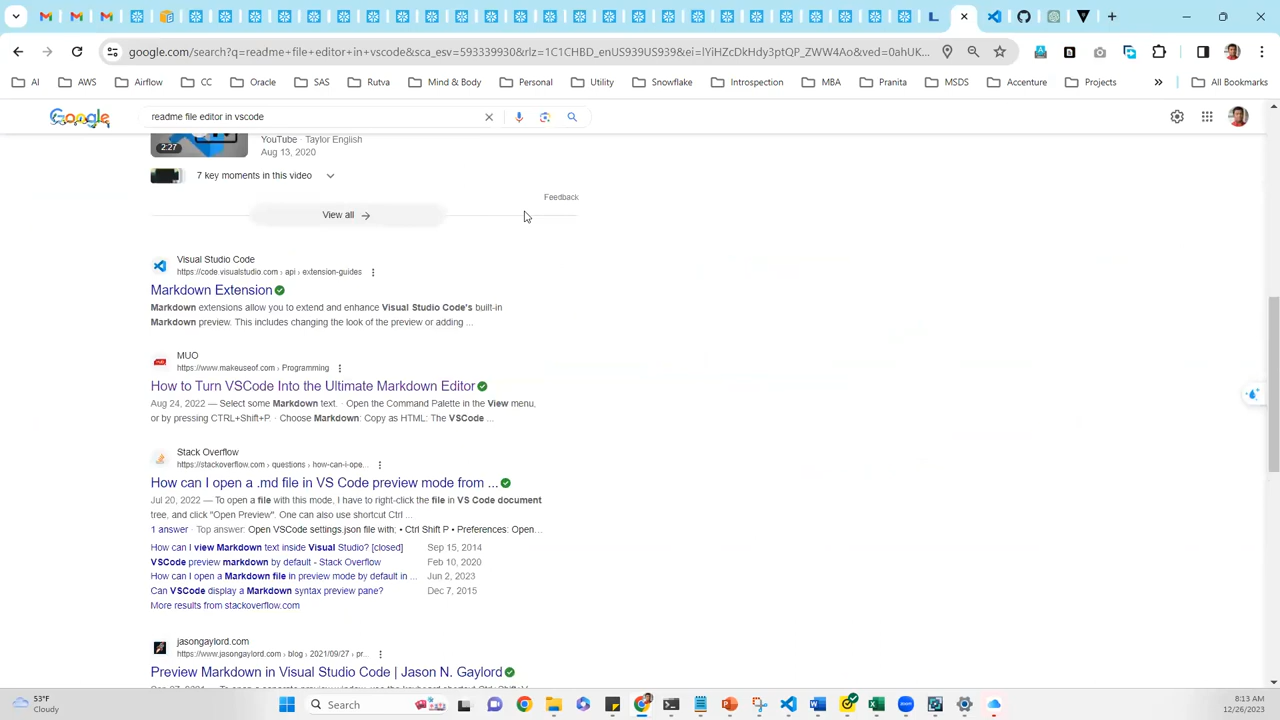 google.com/search?q=readme+file+editor+in+vscode&sca_esv=593339930&rlz=1C1CHBD_enUS939US939&ei=lYiHZcDkHdy3ptQP_ZWW4Ao&ved=0ahUK...
AI AWS Airflow CC Oracle SAS Rutva Mind & Body Personal Utility Snowflake Introspection MBA Pranita MSDS Accenture Projects » All Bookmarks
Google readme file editor in vscode
YouTube · Taylor English
2:27
Aug 13, 2020
7 key moments in this video
Feedback
View all
Visual Studio Code
https://code.visualstudio.com › api › extension-guides
Markdown Extension
Markdown extensions allow you to extend and enhance Visual Studio Code's built-in
Markdown preview. This includes changing the look of the preview or adding ...
MUO
https://www.makeuseof.com › Programming
How to Turn VSCode Into the Ultimate Markdown Editor
Aug 24, 2022 — Select some Markdown text. · Open the Command Palette in the View menu,
or by pressing CTRL+Shift+P. · Choose Markdown: Copy as HTML: The VSCode ...
Stack Overflow
https://stackoverflow.com › questions › how-can-i-ope...
How can I open a .md file in VS Code preview mode from ...
Jul 20, 2022 — To open a file with this mode, I have to right-click the file in VS Code document
tree, and click "Open Preview". One can also use shortcut Ctrl ...
1 answer · Top answer: Open VSCode settings.json file with; • Ctrl Shift P • Preferences: Open...
How can I view Markdown text inside Visual Studio? [closed] Sep 15, 2014
VSCode preview markdown by default - Stack Overflow Feb 10, 2020
How can I open a Markdown file in preview mode by default in ... Jun 2, 2023
Can VSCode display a Markdown syntax preview pane? Dec 7, 2015
More results from stackoverflow.com
jasongaylord.com
https://www.jasongaylord.com › blog › 2021/09/27 › pr...
Preview Markdown in Visual Studio Code | Jason N. Gaylord
53°F
Cloudy
Search
8:13 AM
12/26/2023